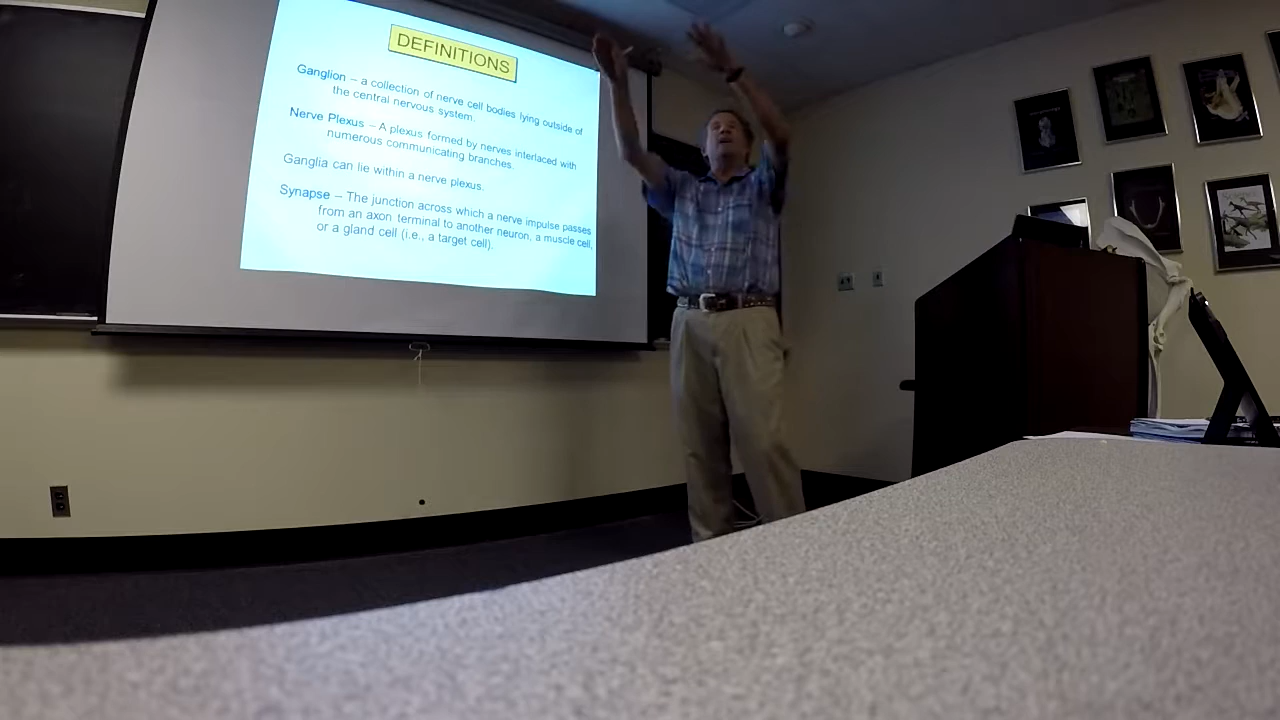 DEFINITIONS
Ganglion – a collection of nerve cell bodies lying outside of
the central nervous system.
Nerve Plexus – A plexus formed by nerves interlaced with
numerous communicating branches.
Ganglia can lie within a nerve plexus.
Synapse – The junction across which a nerve impulse passes
from an axon terminal to another neuron, a muscle cell,
or a gland cell (i.e., a target cell).